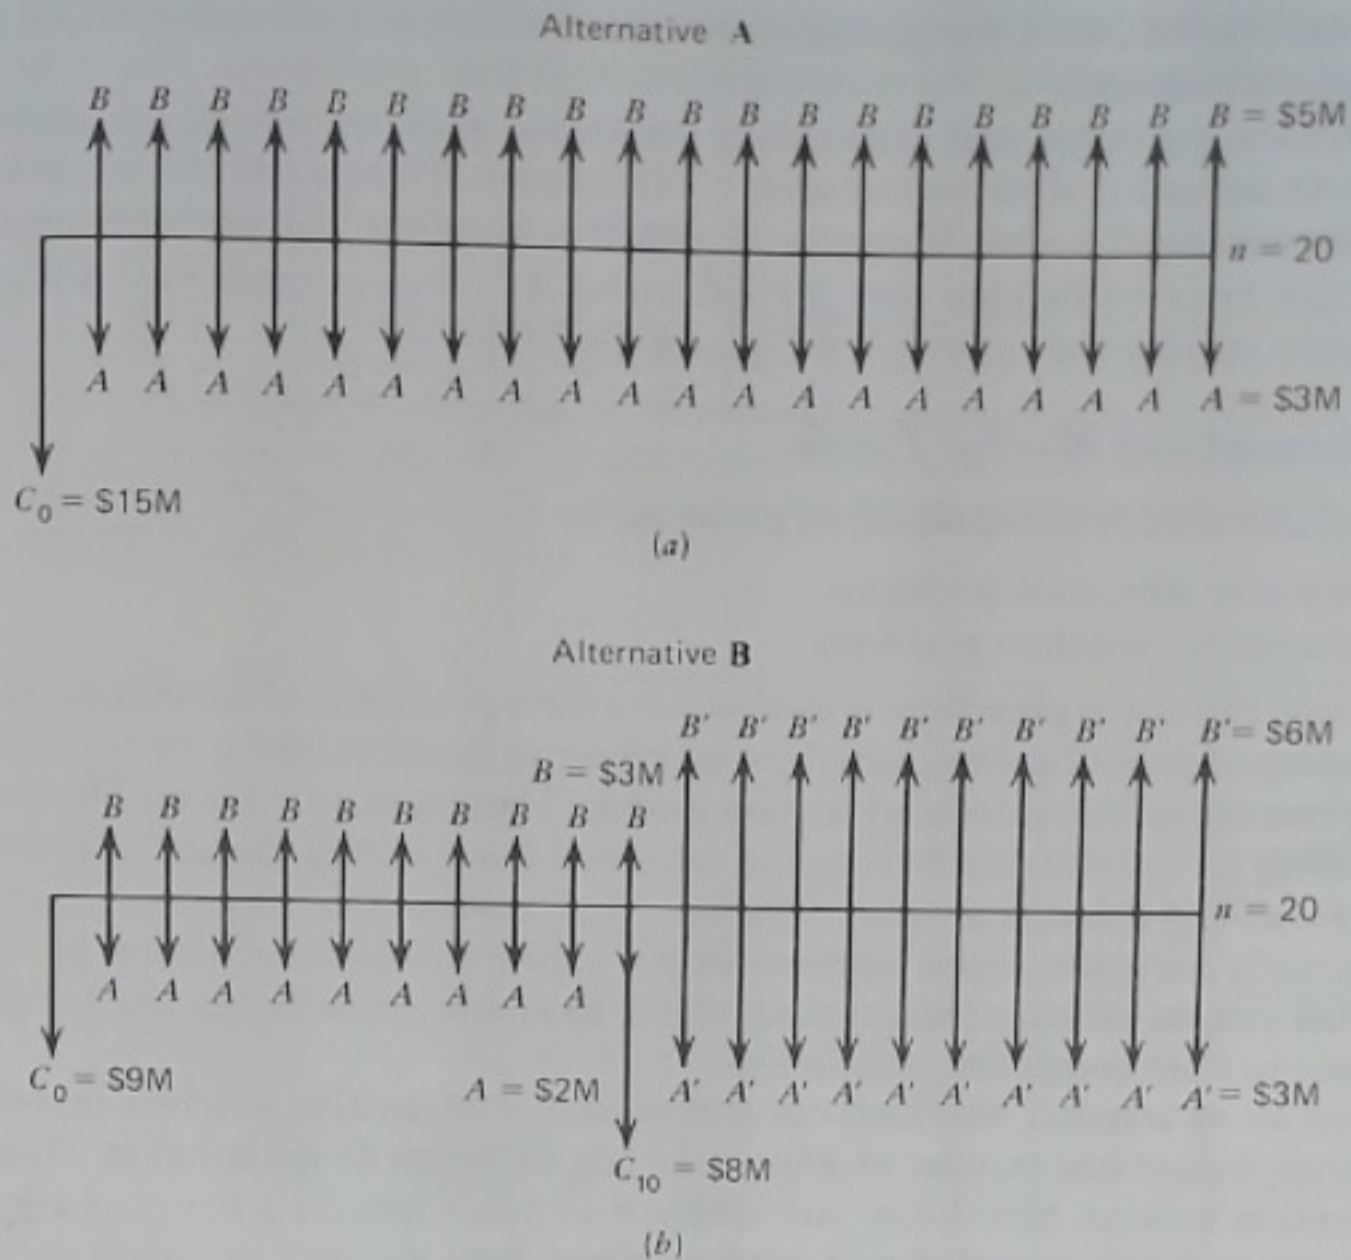 Alternative A
B B B B B B B B B B B B B B B B B B B B = $5M
n = 20
A A A A A A A A A A A A A A A A A A A A = $3M
C0 = $15M
(a)
Alternative B
B' B' B' B' B' B' B' B' B' B' = $6M
B = $3M
B B B B B B B B B B
n = 20
A A A A A A A A A
C0 = $9M
A = $2M
A' A' A' A' A' A' A' A' A' A' = $3M
C10 = $8M
(b)